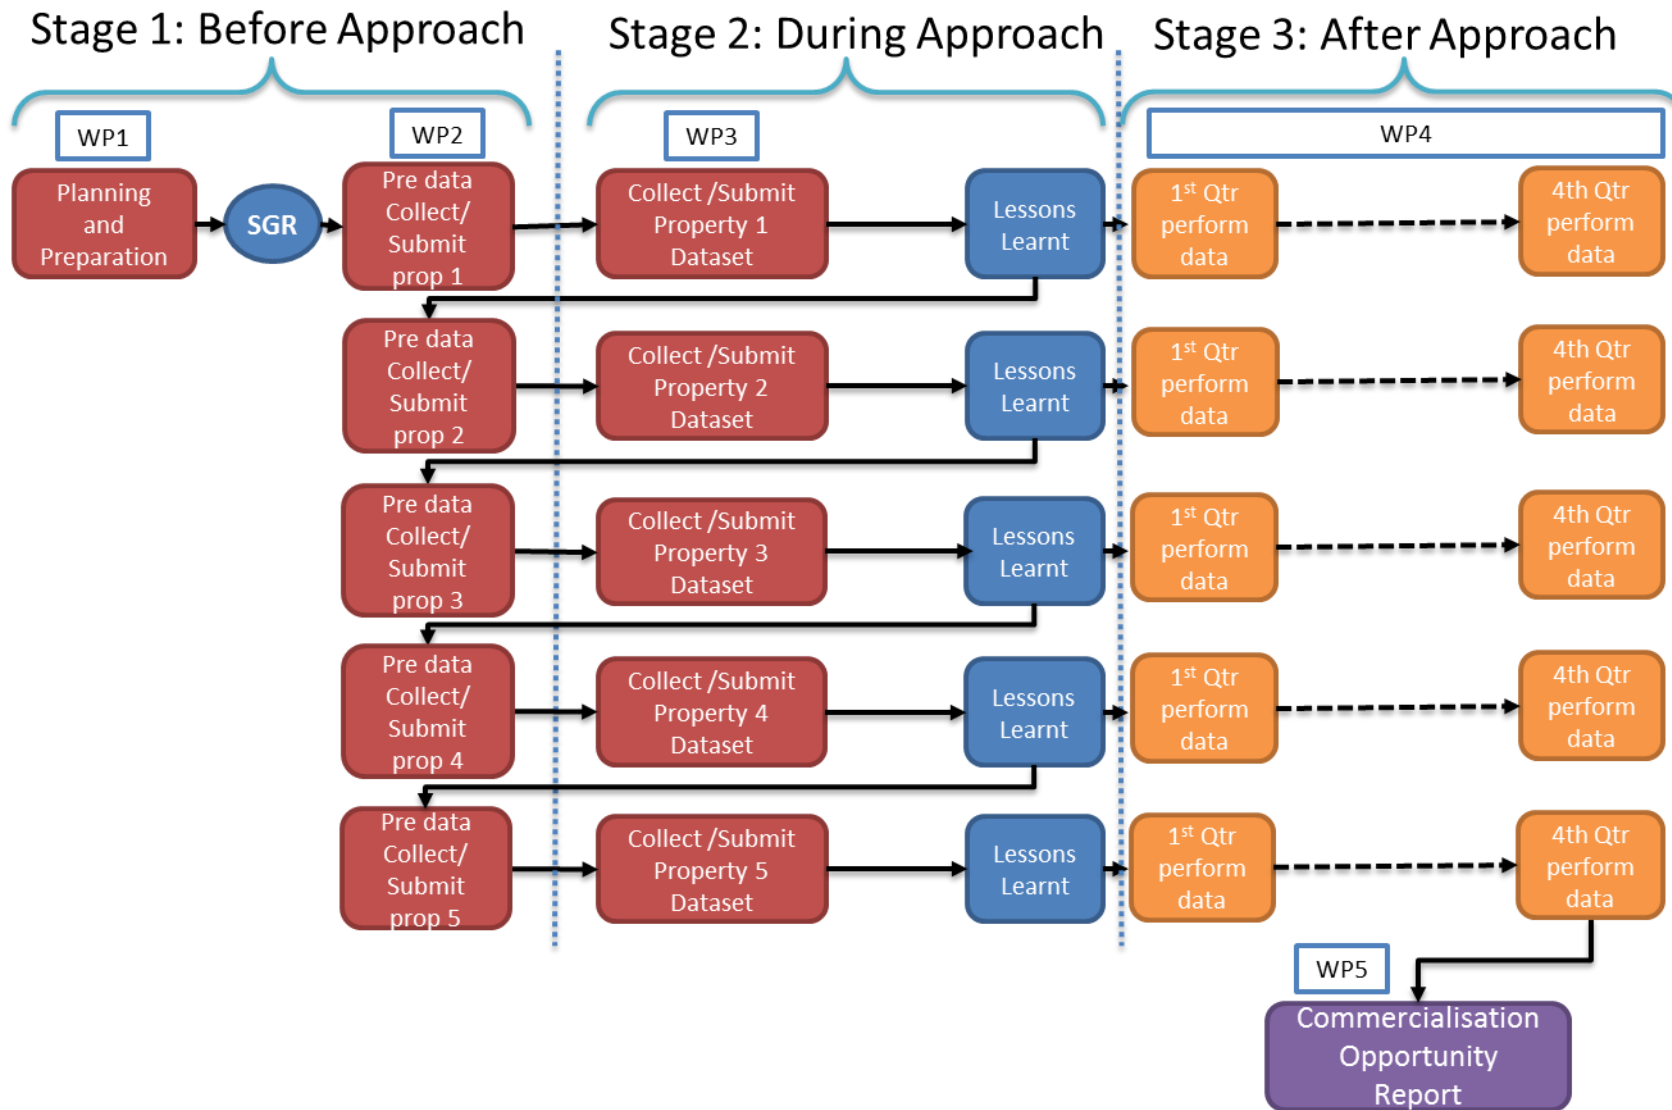 Stage 1: Before Approach
Stage 2: During Approach
Stage 3: After Approach
WP1
WP2
WP3
WP4
Planning
and
Preparation
SGR
Pre data
Collect/
Submit
prop 1
Collect /Submit
Property 1
Dataset
Lessons
Learnt
1st Qtr
perform
data
4th Qtr
perform
data
Pre data
Collect/
Submit
prop 2
Collect /Submit
Property 2
Dataset
Lessons
Learnt
1st Qtr
perform
data
4th Qtr
perform
data
Pre data
Collect/
Submit
prop 3
Collect /Submit
Property 3
Dataset
Lessons
Learnt
1st Qtr
perform
data
4th Qtr
perform
data
Pre data
Collect/
Submit
prop 4
Collect /Submit
Property 4
Dataset
Lessons
Learnt
1st Qtr
perform
data
4th Qtr
perform
data
Pre data
Collect/
Submit
prop 5
Collect /Submit
Property 5
Dataset
Lessons
Learnt
1st Qtr
perform
data
4th Qtr
perform
data
WP5
Commercialisation
Opportunity
Report